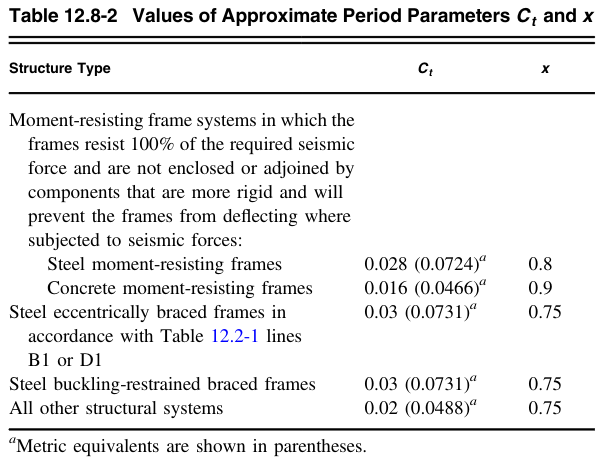 Table 12.8-2 Values of Approximate Period Parameters Ct and x
Structure Type Ct x
Moment-resisting frame systems in which the
frames resist 100% of the required seismic
force and are not enclosed or adjoined by
components that are more rigid and will
prevent the frames from deflecting where
subjected to seismic forces:
Steel moment-resisting frames 0.028 (0.0724)a 0.8
Concrete moment-resisting frames 0.016 (0.0466)a 0.9
Steel eccentrically braced frames in 0.03 (0.0731)a 0.75
accordance with Table 12.2-1 lines
B1 or D1
Steel buckling-restrained braced frames 0.03 (0.0731)a 0.75
All other structural systems 0.02 (0.0488)a 0.75
aMetric equivalents are shown in parentheses.